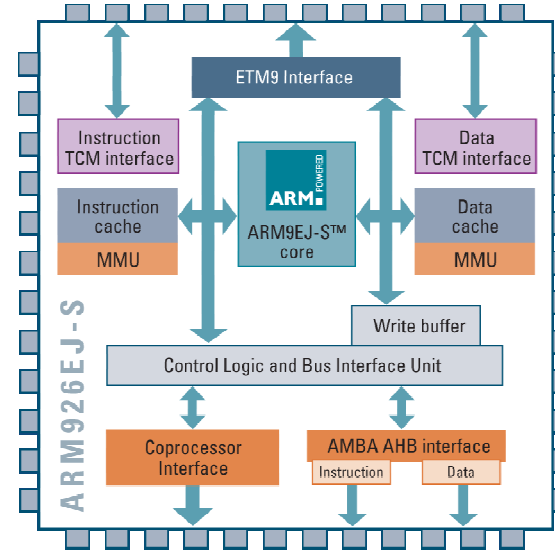 ETM9 Interface
Instruction
TCM interface
Data
TCM interface
ARM
POWERED
ARM9EJ-S™
core
Instruction
cache
MMU
Data
cache
MMU
ARM926EJ-S
Write buffer
Control Logic and Bus Interface Unit
Coprocessor
Interface
AMBA AHB interface
Instruction
Data